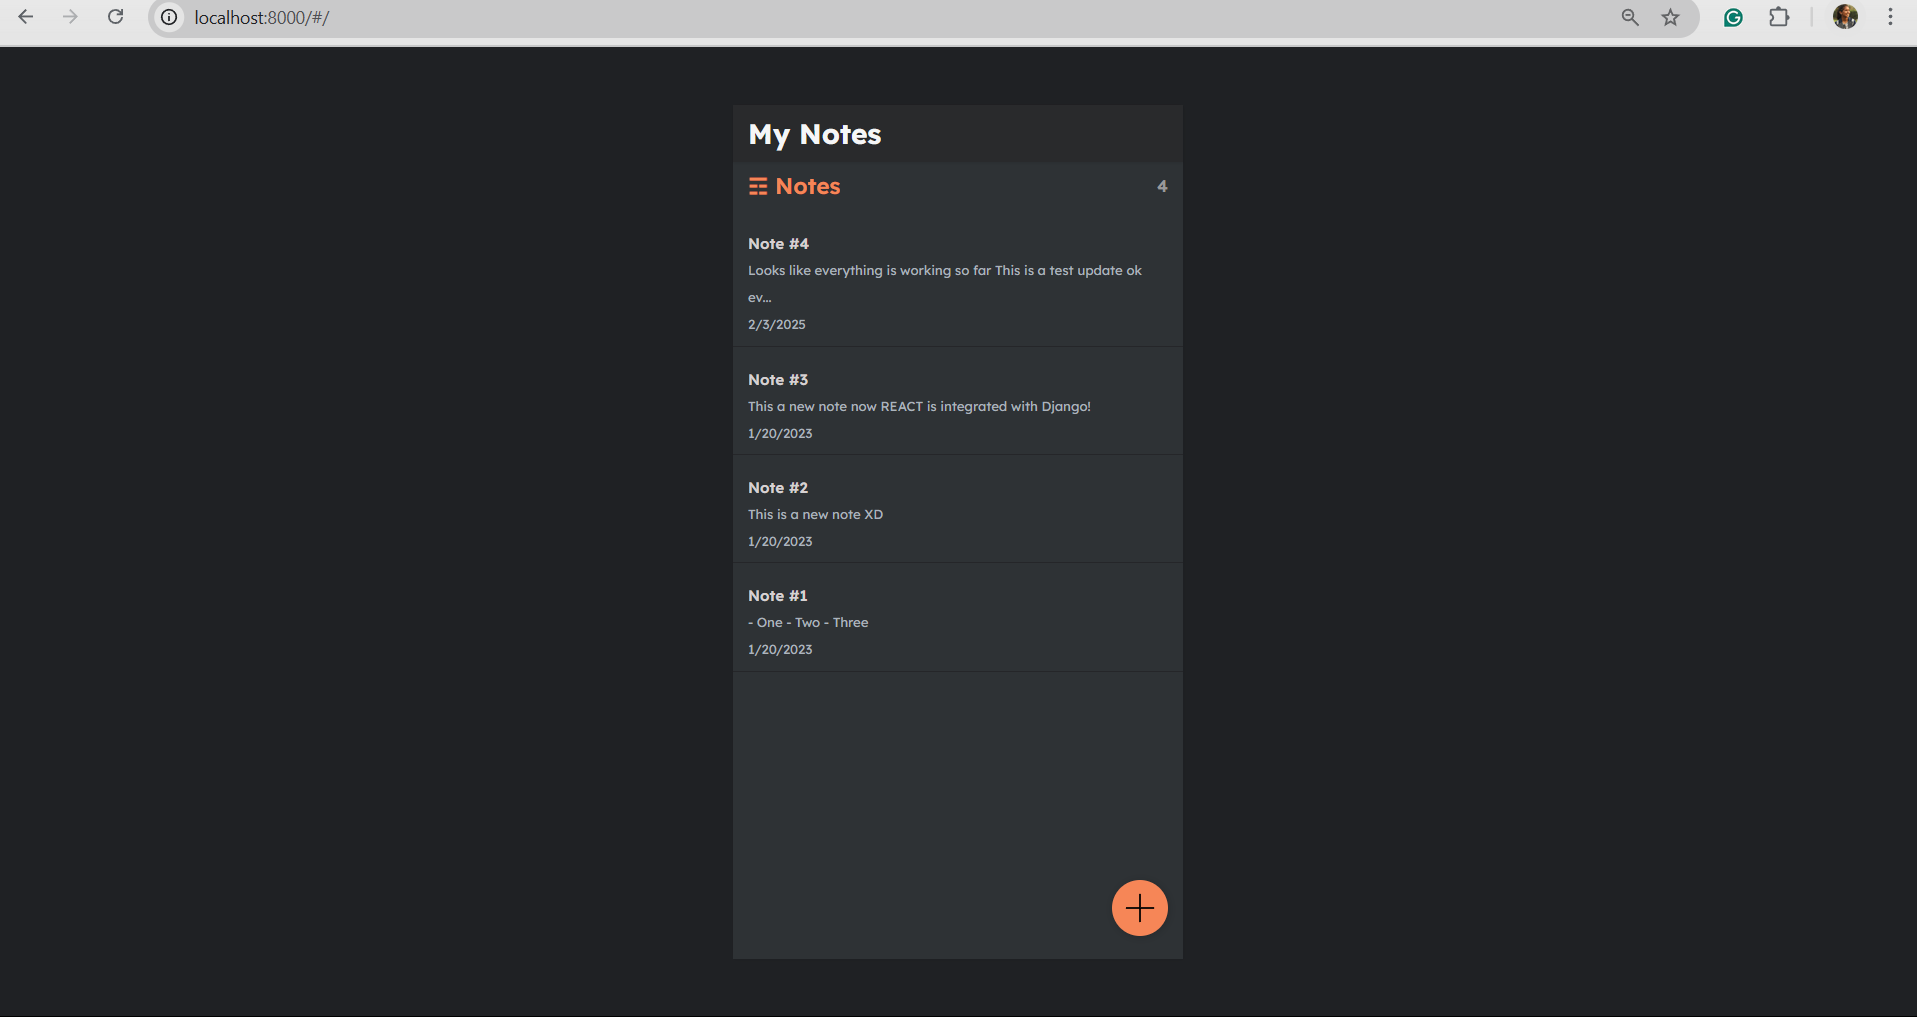 localhost:8000/#/
My Notes
☶ Notes
4
Note #4
Looks like everything is working so far This is a test update ok
ev...
2/3/2025
Note #3
This a new note now REACT is integrated with Django!
1/20/2023
Note #2
This is a new note XD
1/20/2023
Note #1
- One - Two - Three
1/20/2023